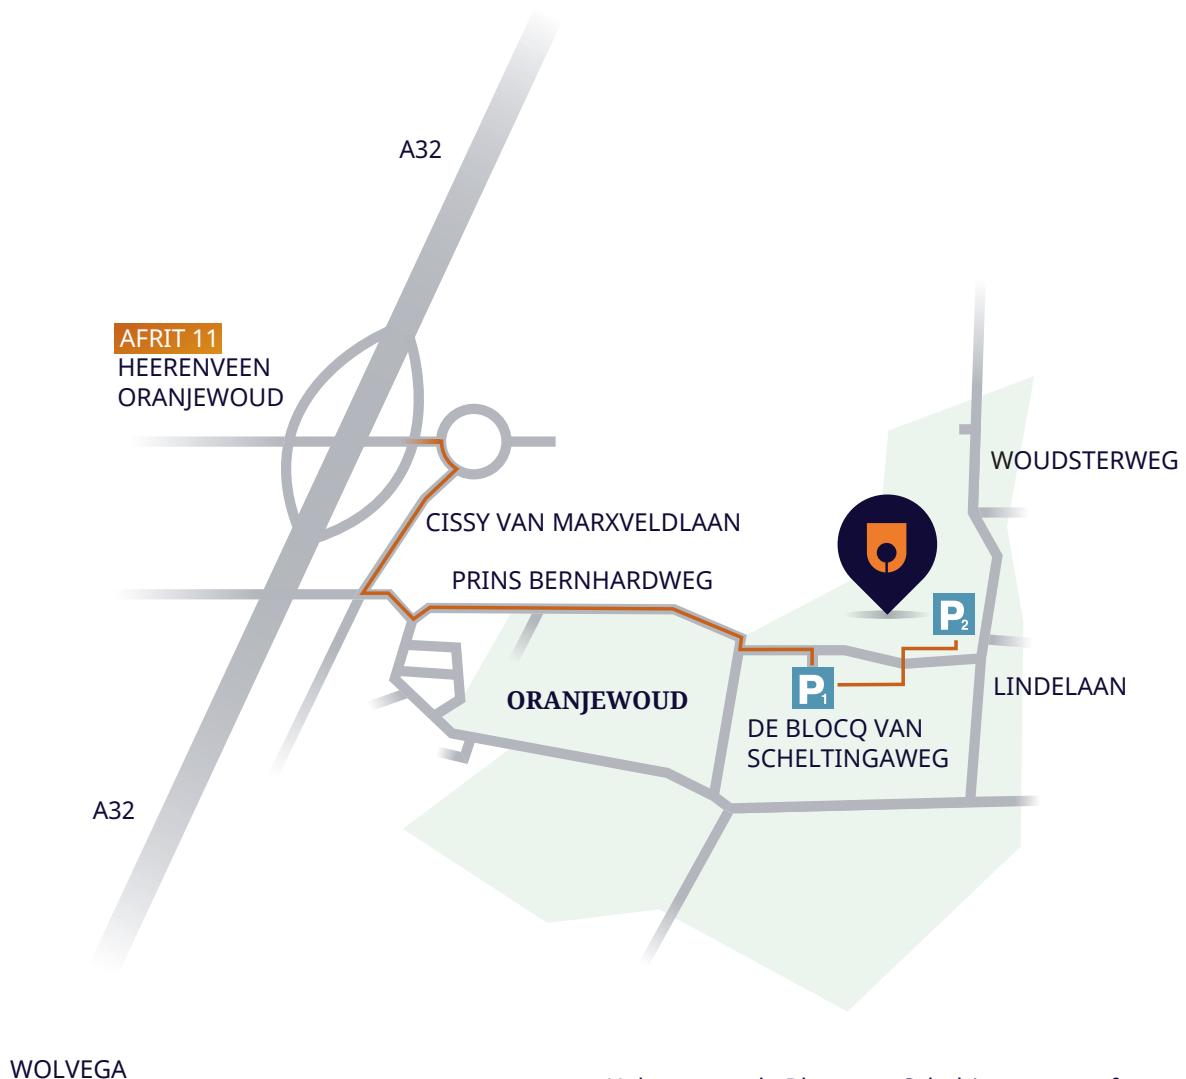 A32
AFRIT 11
HEERENVEEN
ORANJEWOUD
WOUDSTERWEG
CISSY VAN MARXVELDLAAN
PRINS BERNHARDWEG
P2
P1
LINDELAAN
ORANJEWOUD
DE BLOCQ VAN
SCHELTINGAWEG
A32
WOLVEGA